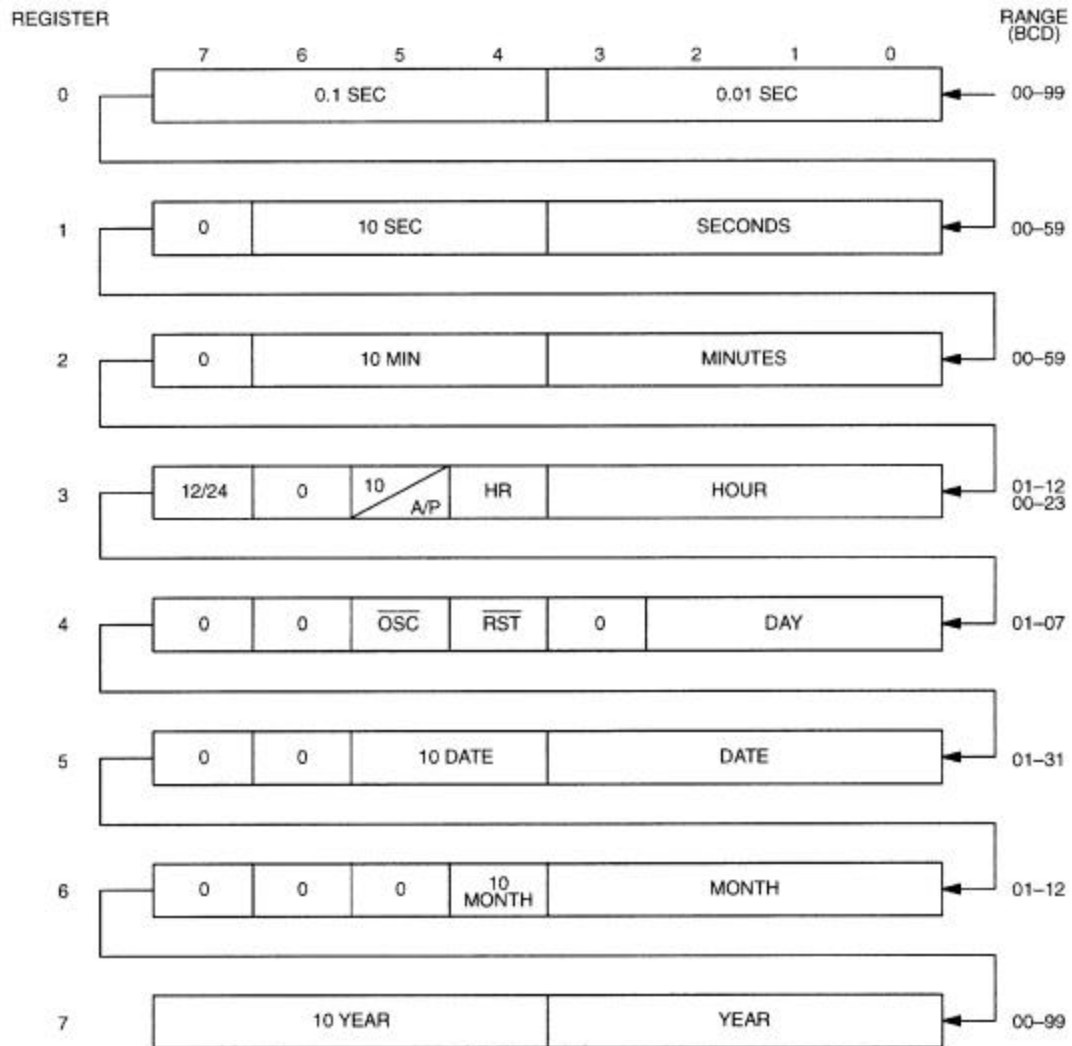 REGISTER
RANGE
(BCD)
7 6 5 4 3 2 1 0
0 0.1 SEC 0.01 SEC 00–99
1 0 10 SEC SECONDS 00–59
2 0 10 MIN MINUTES 00–59
3 12/24 0 10 A/P HR HOUR 01–12
00–23
4 0 0 O̅S̅C̅ R̅S̅T̅ 0 DAY 01–07
5 0 0 10 DATE DATE 01–31
6 0 0 0 10 MONTH MONTH 01–12
7 10 YEAR YEAR 00–99